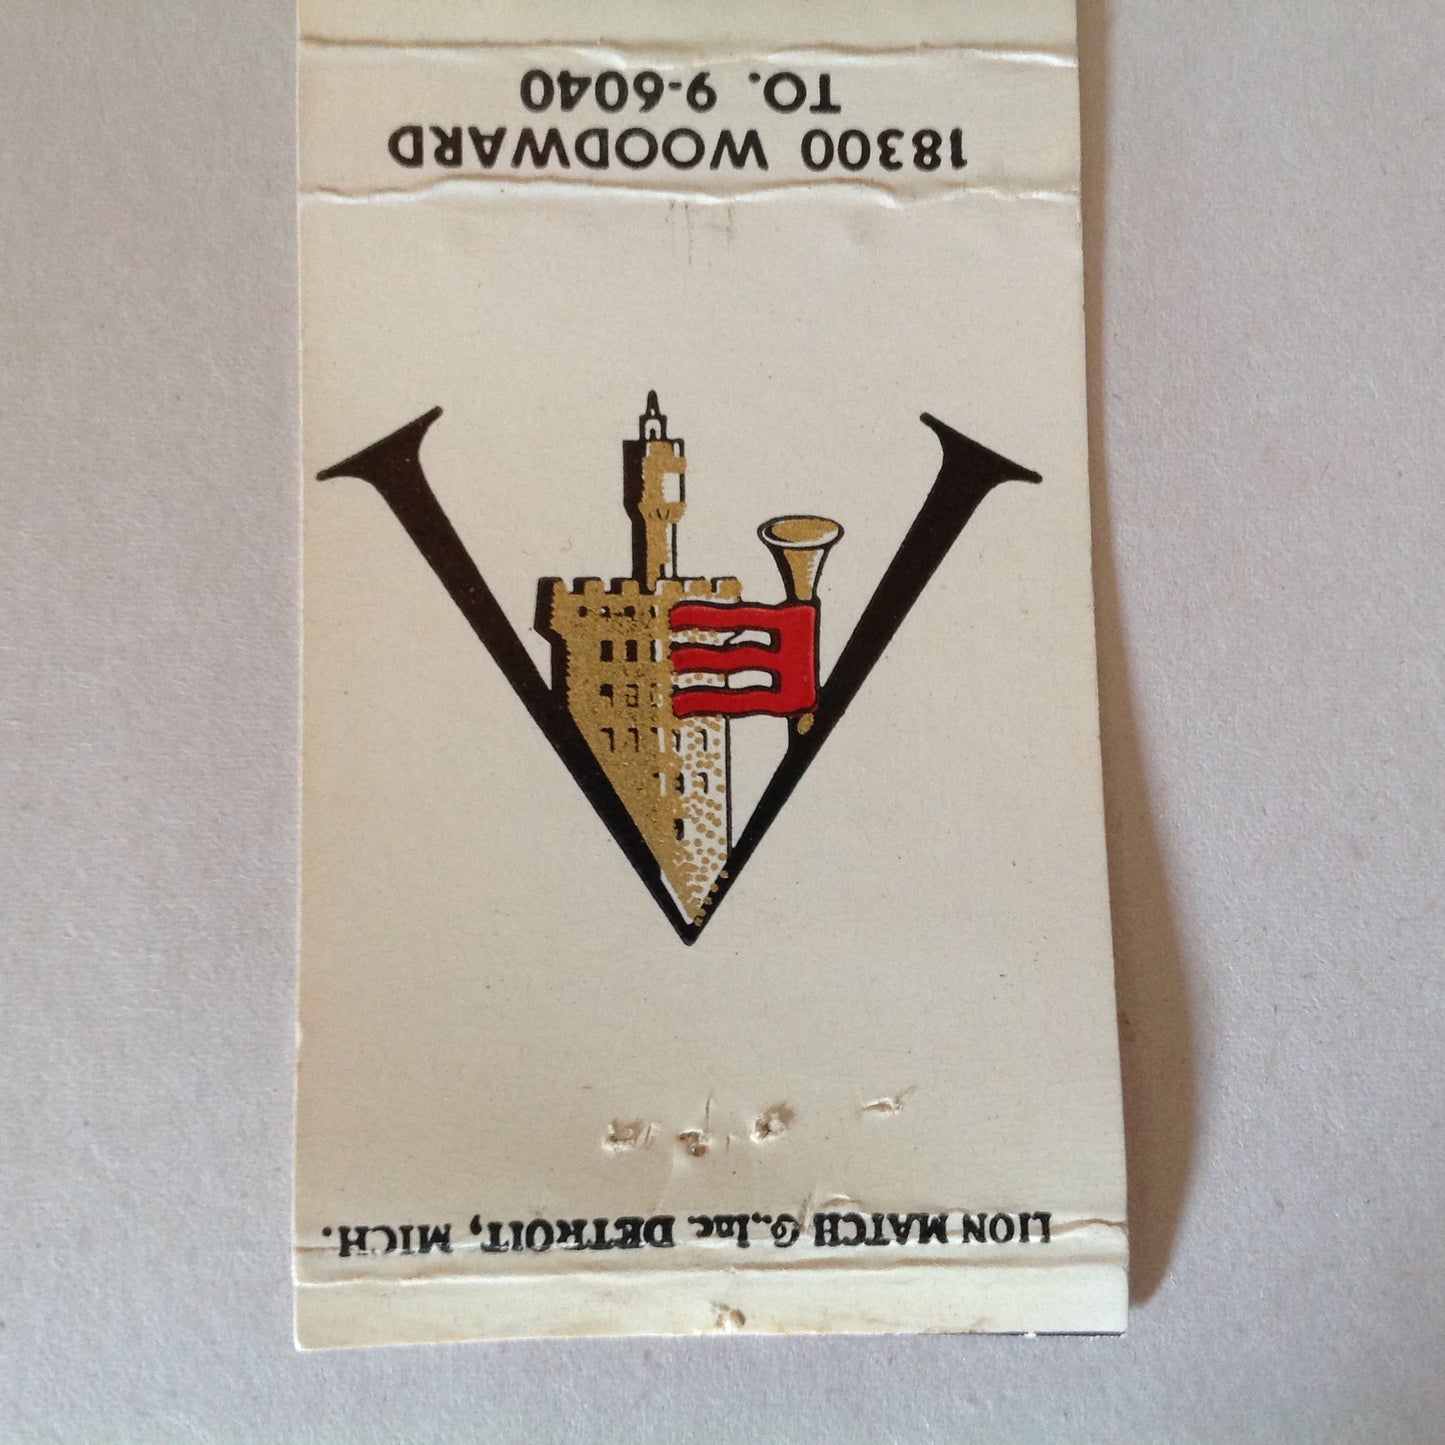 18300 WOODWARD
TO. 9-6040
V
LION MATCH Co., Inc. DETROIT, MICH.